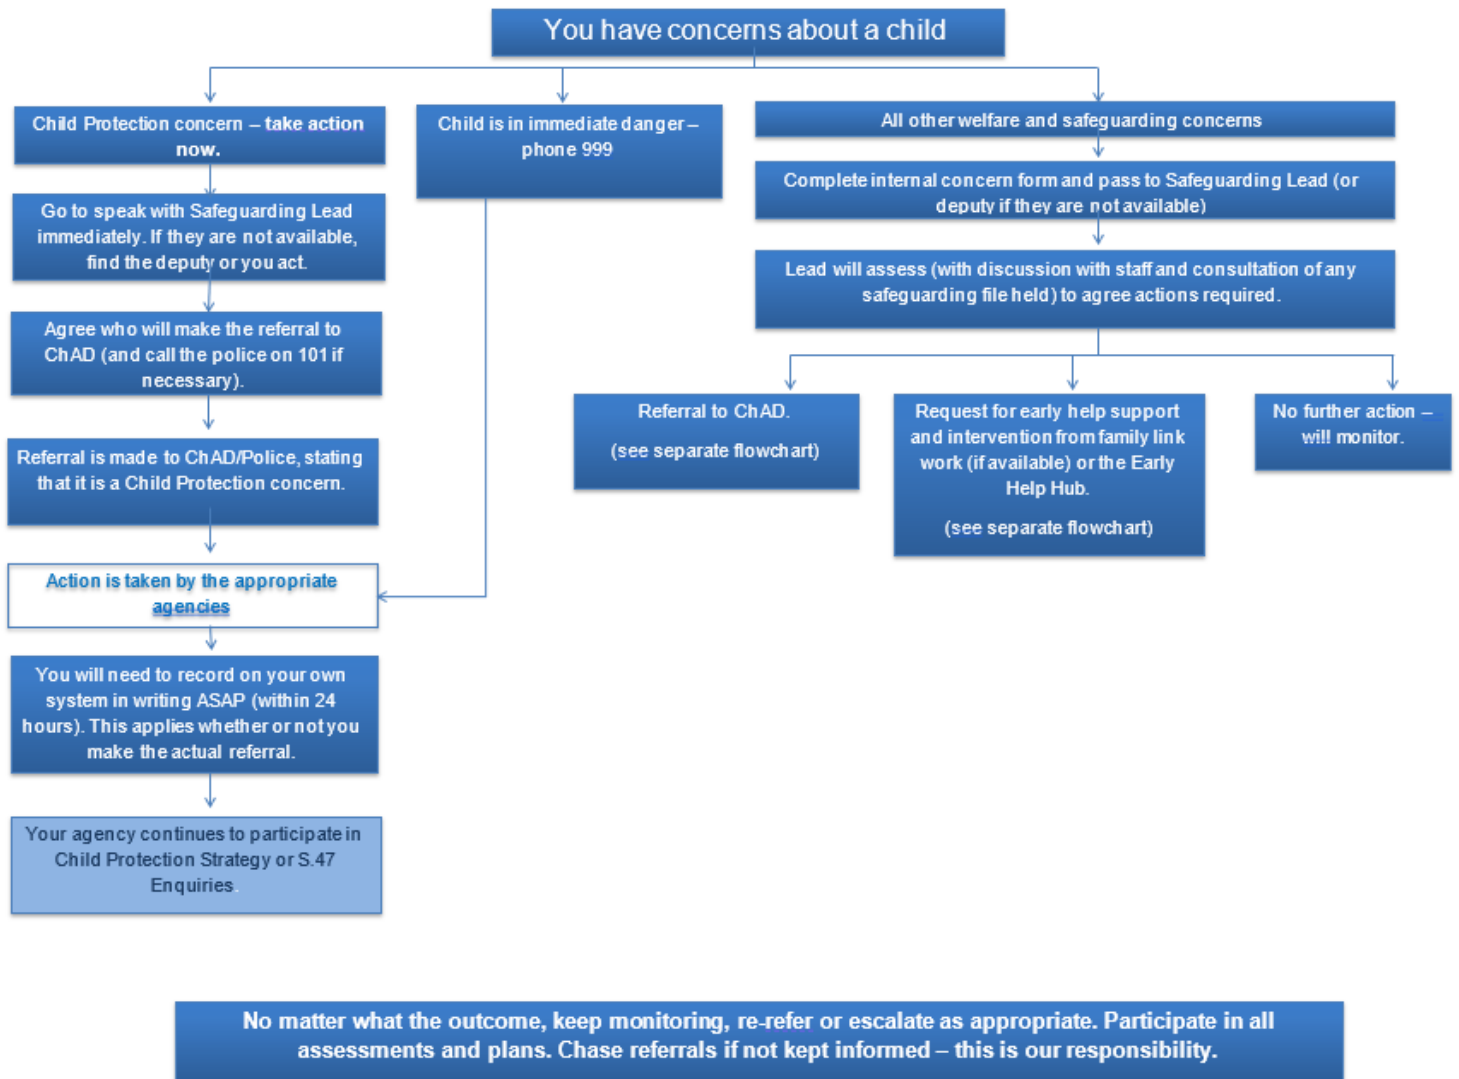 You have concerns about a child
Child Protection concern – take action
now.
Go to speak with Safeguarding Lead
immediately. If they are not available,
find the deputy or you act.
Agree who will make the referral to
ChAD (and call the police on 101 if
necessary).
Referral is made to ChAD/Police, stating
that it is a Child Protection concern.
Action is taken by the appropriate
agencies
You will need to record on your own
system in writing ASAP (within 24
hours). This applies whether or not you
make the actual referral.
Your agency continues to participate in
Child Protection Strategy or S.47
Enquiries.
Child is in immediate danger –
phone 999
All other welfare and safeguarding concerns
Complete internal concern form and pass to Safeguarding Lead (or
deputy if they are not available)
Lead will assess (with discussion with staff and consultation of any
safeguarding file held) to agree actions required.
Referral to ChAD.
(see separate flowchart)
Request for early help support
and intervention from family link
work (if available) or the Early
Help Hub.
(see separate flowchart)
No further action –
will monitor.
No matter what the outcome, keep monitoring, re-refer or escalate as appropriate. Participate in all
assessments and plans. Chase referrals if not kept informed – this is our responsibility.